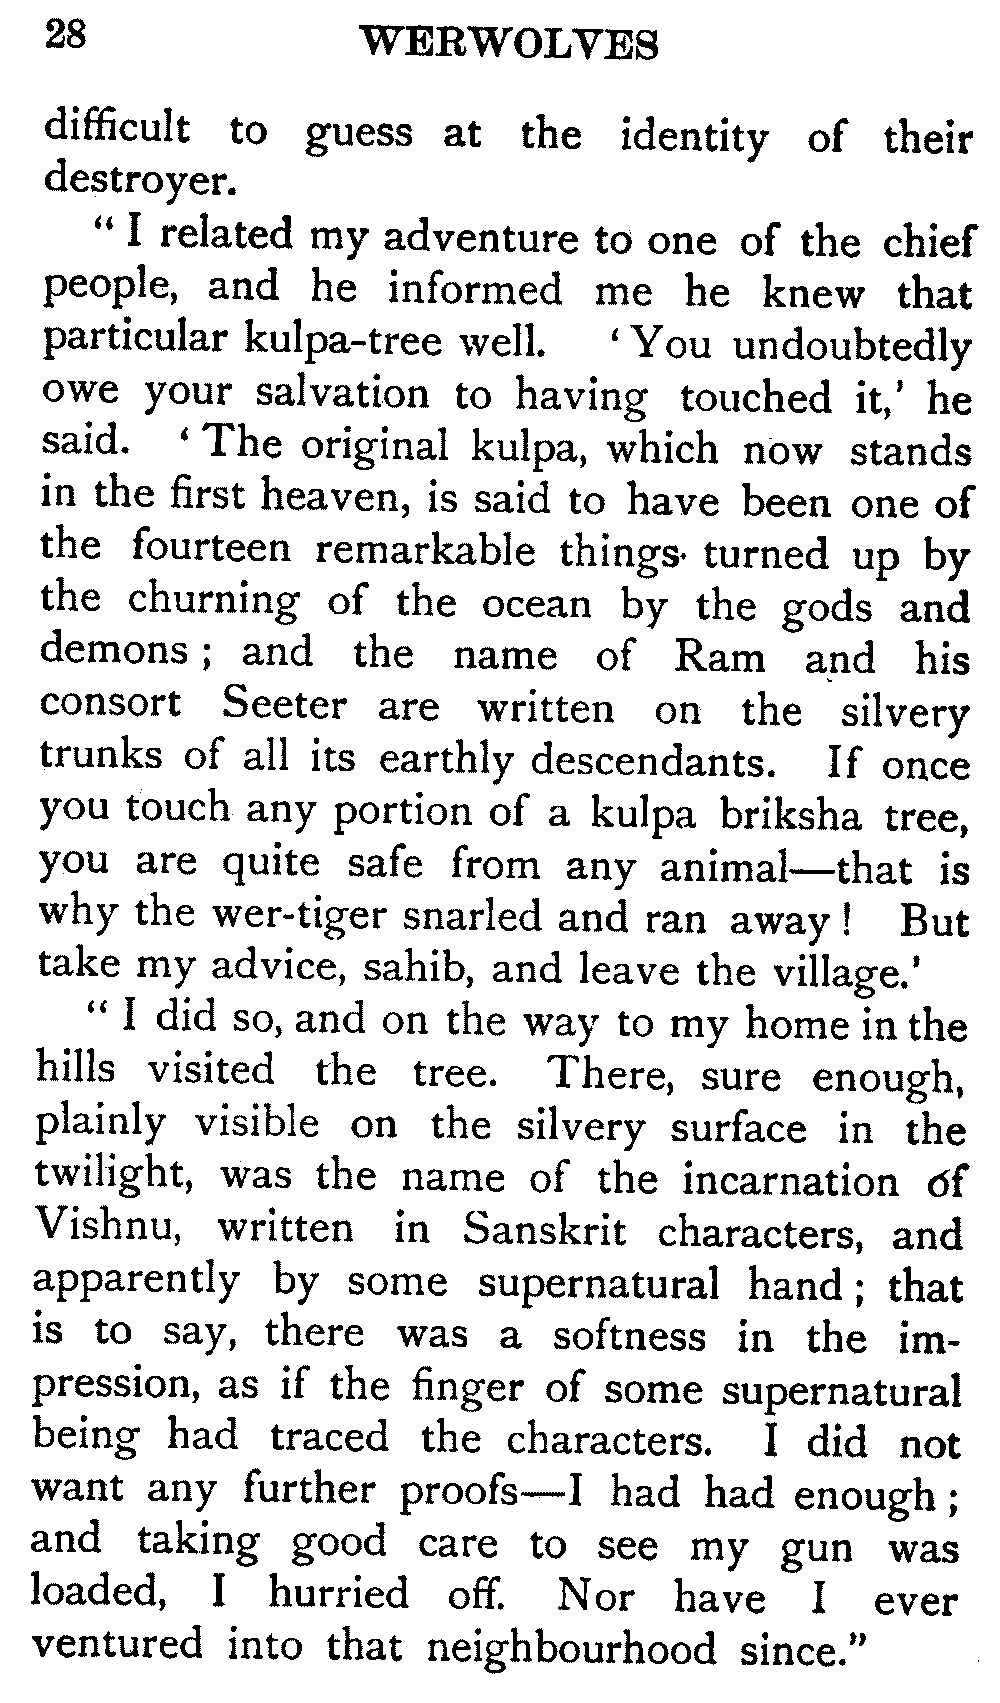 28 WERWOLVES
difficult to guess at the identity of their
destroyer.
“ I related my adventure to one of the chief
people, and he informed me he knew that
particular kulpa-tree well. ‘ You undoubtedly
owe your salvation to having touched it,’ he
said. ‘ The original kulpa, which now stands
in the first heaven, is said to have been one of
the fourteen remarkable things turned up by
the churning of the ocean by the gods and
demons ; and the name of Ram and his
consort Seeter are written on the silvery
trunks of all its earthly descendants. If once
you touch any portion of a kulpa briksha tree,
you are quite safe from any animal—that is
why the wer-tiger snarled and ran away ! But
take my advice, sahib, and leave the village.’
“ I did so, and on the way to my home in the
hills visited the tree. There, sure enough,
plainly visible on the silvery surface in the
twilight, was the name of the incarnation of
Vishnu, written in Sanskrit characters, and
apparently by some supernatural hand ; that
is to say, there was a softness in the im-
pression, as if the finger of some supernatural
being had traced the characters. I did not
want any further proofs—I had had enough ;
and taking good care to see my gun was
loaded, I hurried off. Nor have I ever
ventured into that neighbourhood since.”